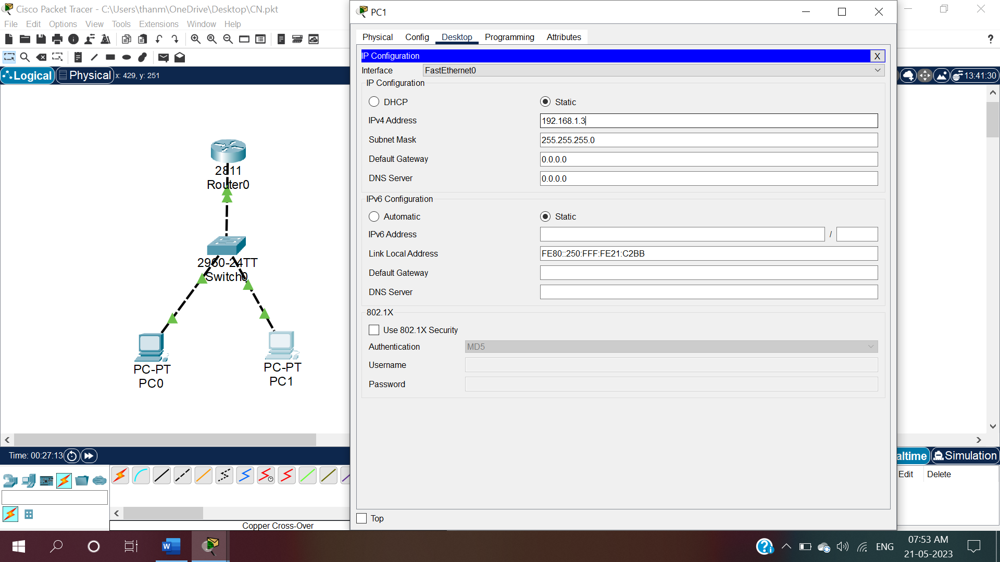 Cisco Packet Tracer - C:\Users\thanm\OneDrive\Desktop\CN.pkt
File Edit Options View Tools Extensions Window Help
Logical
Physical
x: 429, y: 251
2811
Router0
2960-24TT
Switch0
PC-PT
PC0
PC-PT
PC1
Time: 00:27:13
Copper Cross-Over
PC1
Physical Config Desktop Programming Attributes
IP Configuration
X
Interface
FastEthernet0
IP Configuration
DHCP
Static
IPv4 Address
192.168.1.3
Subnet Mask
255.255.255.0
Default Gateway
0.0.0.0
DNS Server
0.0.0.0
IPv6 Configuration
Automatic
Static
IPv6 Address
/
Link Local Address
FE80::250:FFF:FE21:C2BB
Default Gateway
DNS Server
802.1X
Use 802.1X Security
Authentication
MD5
Username
Password
Top
?
13:41:30
altime
Simulation
Edit
Delete
W
?
ENG
07:53 AM
21-05-2023